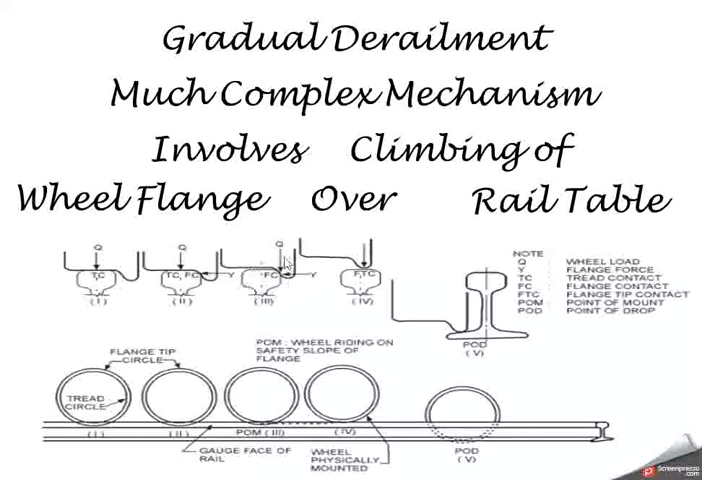 Gradual Derailment
Much Complex Mechanism
Involves Climbing of
Wheel Flange Over Rail Table
Q Q Q
TC TC, FC Y FC Y F,TC
(I) (II) (III) (IV)
POD
(V)
NOTE
Q WHEEL LOAD
Y FLANGE FORCE
TC TREAD CONTACT
FC FLANGE CONTACT
FTC FLANGE TIP CONTACT
POM POINT OF MOUNT
POD POINT OF DROP
FLANGE TIP
CIRCLE
POM : WHEEL RIDING ON
SAFETY SLOPE OF
FLANGE
TREAD
CIRCLE
(I) (II) POM (III) (IV)
GAUGE FACE OF
RAIL
WHEEL
PHYSICALLY
MOUNTED
POD
(V)
Screenpresso
.com